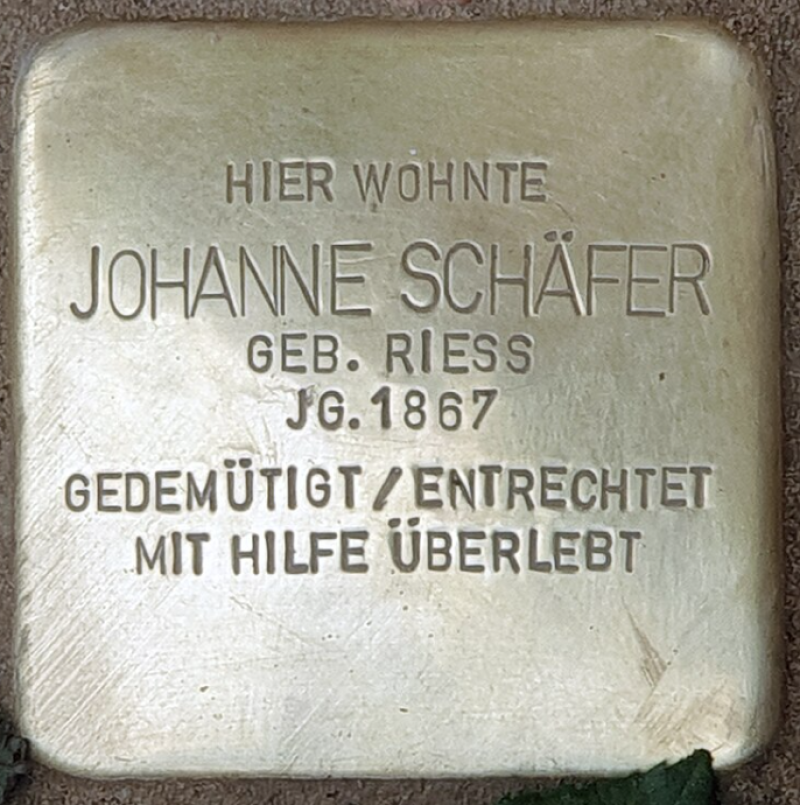 HIER WOHNTE
JOHANNE SCHÄFER
GEB. RIESS
JG.1867
GEDEMÜTIGT/ENTRECHTET
MIT HILFE ÜBERLEBT